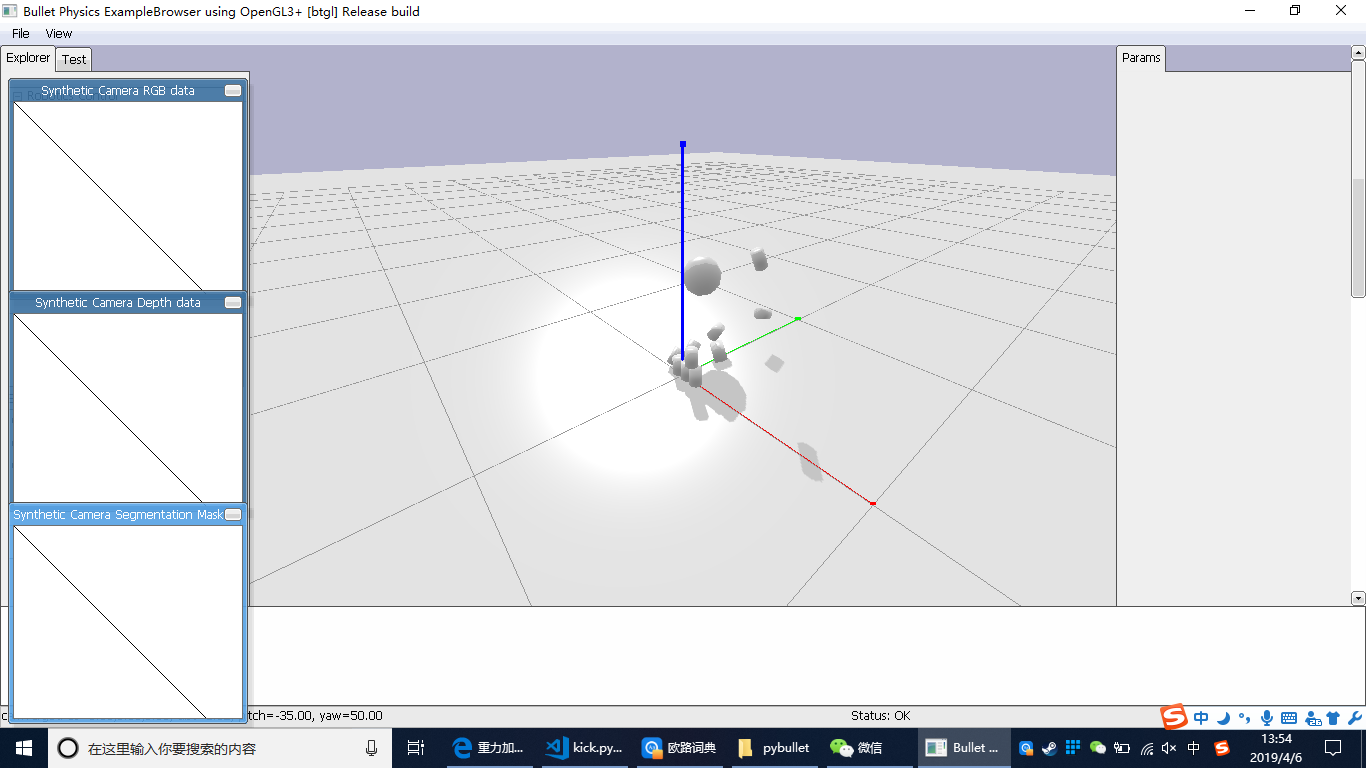 Bullet Physics ExampleBrowser using OpenGL3+ [btgl] Release build
File View
Explorer Test
Params
Synthetic Camera RGB data
Synthetic Camera Depth data
Synthetic Camera Segmentation Mask
tch=-35.00, yaw=50.00
Status: OK
中
在这里输入你要搜索的内容
重力加...
kick.py...
欧路词典
pybullet
微信
Bullet ...
中
13:54
2019/4/6